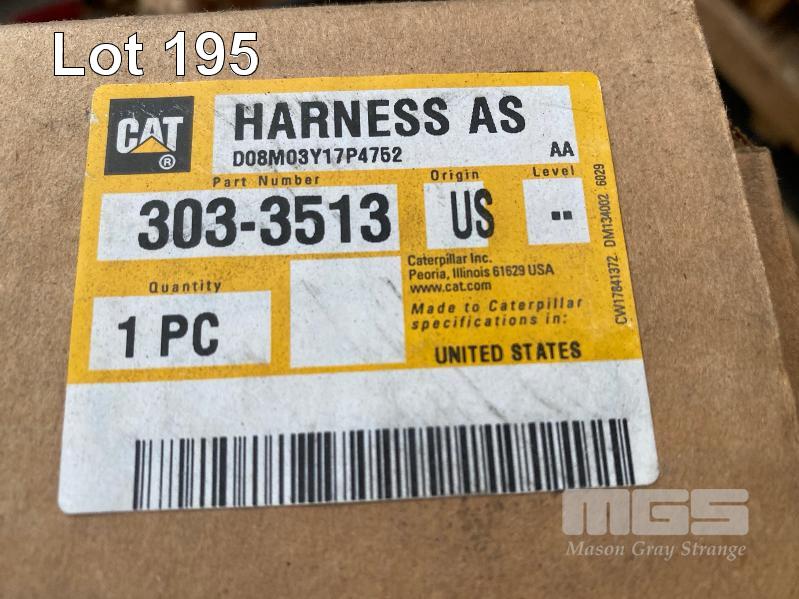 Lot 195
CAT
®
HARNESS AS
D08M03Y17P4752
AA
Part Number
303-3513
Origin
US
Level
--
Quantity
1 PC
Caterpillar Inc.
Peoria, Illinois 61629 USA
www.cat.com
Made to Caterpillar
specifications in:
UNITED STATES
CW17841372 DM134002 6029
MGS
Mason Gray Strange